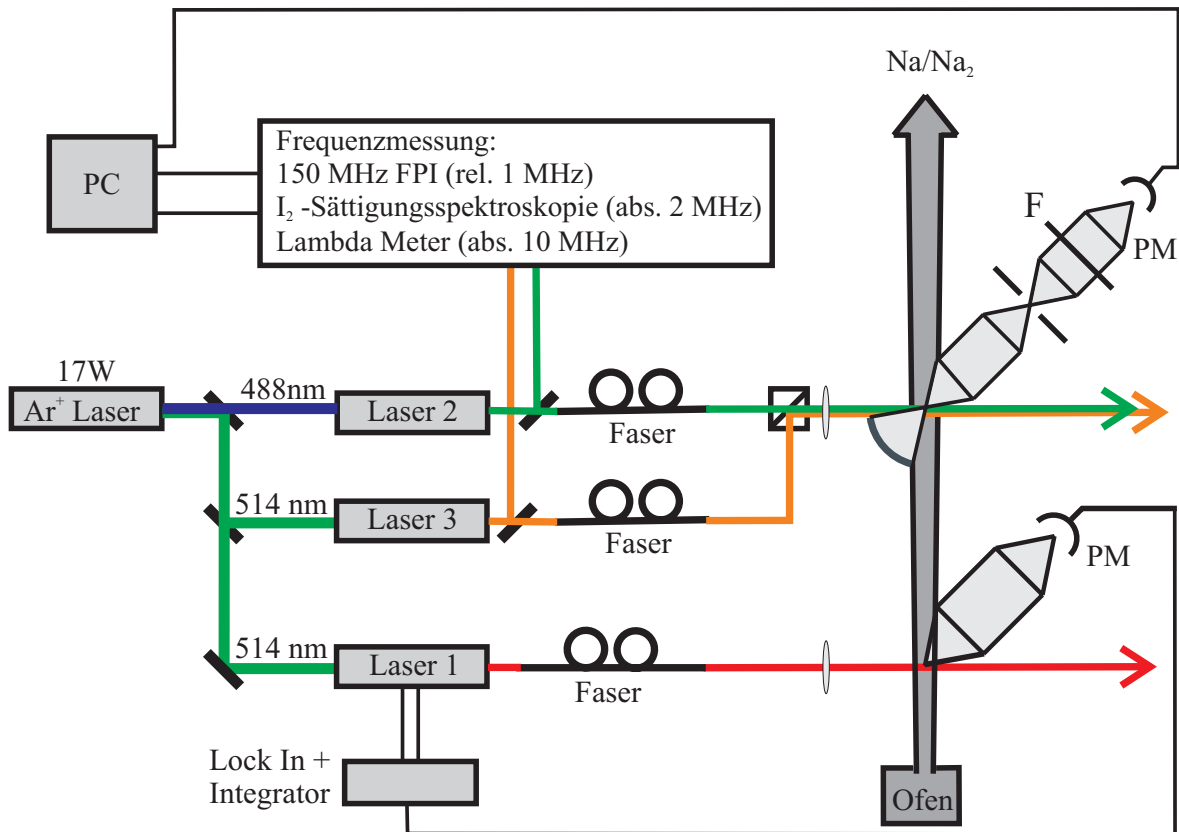 Na/Na₂
PC
Frequenzmessung:
150 MHz FPI (rel. 1 MHz)
I₂ -Sättigungsspektroskopie (abs. 2 MHz)
Lambda Meter (abs. 10 MHz)
F
PM
17W
Ar⁺ Laser
488nm
Laser 2
Faser
514 nm
Laser 3
Faser
PM
514 nm
Laser 1
Faser
Lock In +
Integrator
Ofen